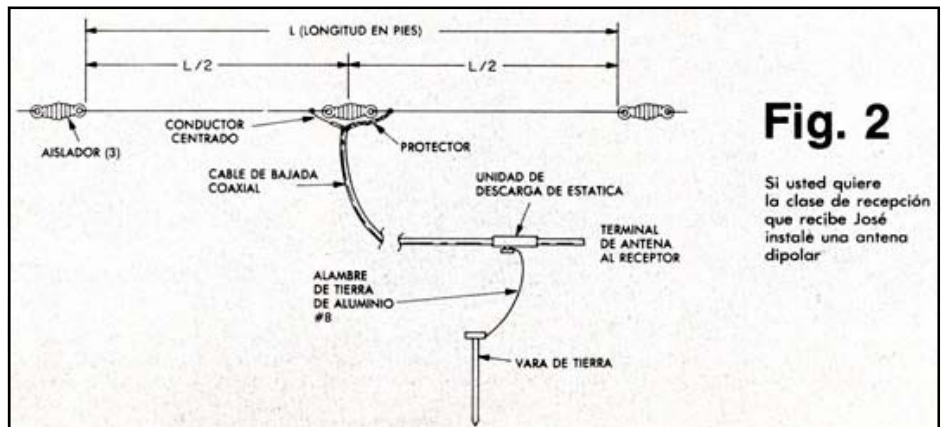 L (LONGITUD EN PIES)
L/2
L/2
CONDUCTOR
CENTRADO
PROTECTOR
AISLADOR (3)
CABLE DE BAJADA
COAXIAL
UNIDAD DE
DESCARGA DE ESTATICA
TERMINAL
DE ANTENA
AL RECEPTOR
ALAMBRE
DE TIERRA
DE ALUMINIO
#8
VARA DE TIERRA
Fig. 2
Si usted quiere
la clase de recepción
que recibe José
instale una antena
dipolar